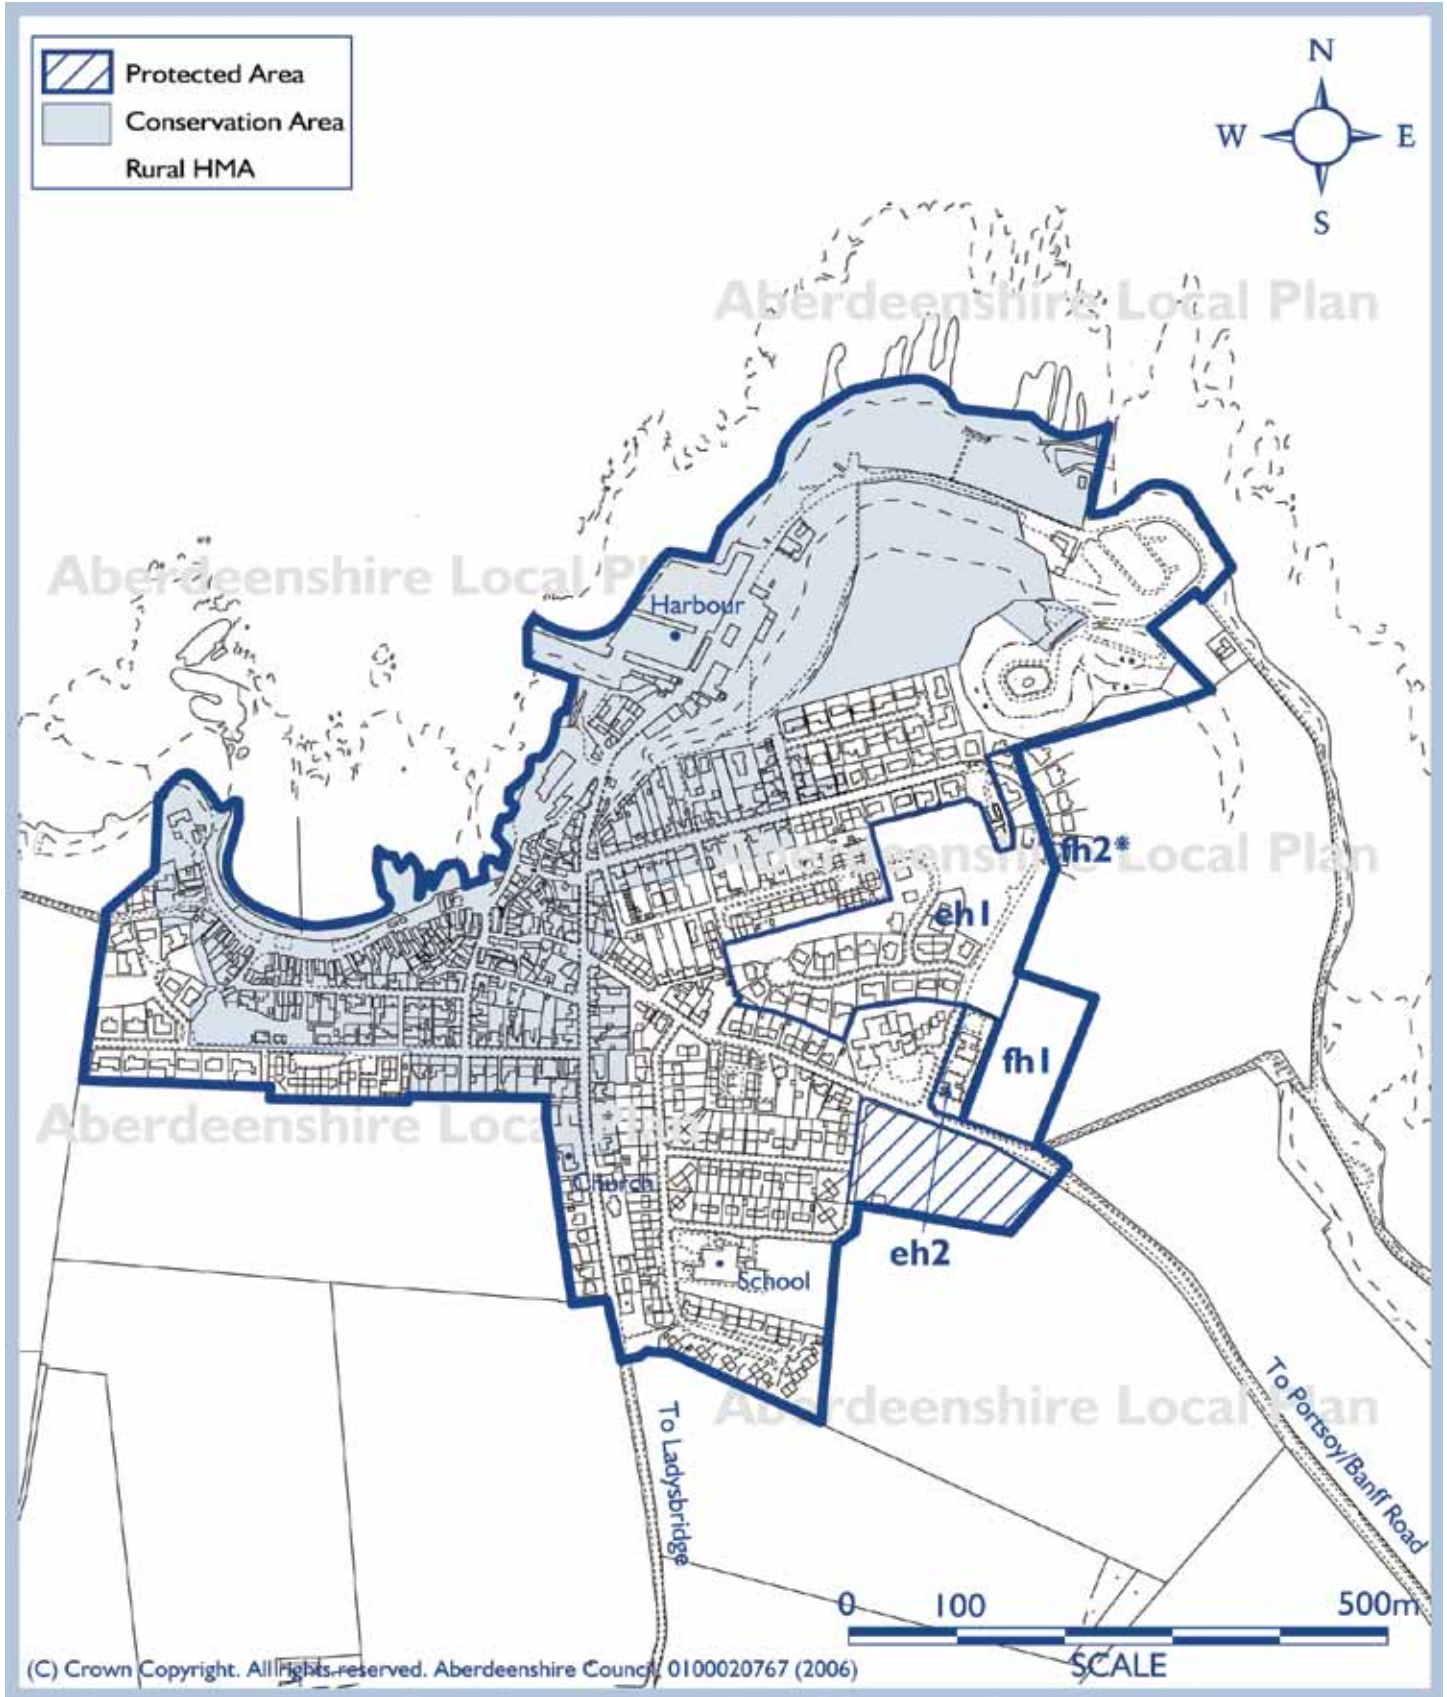 Protected Area
Conservation Area
Rural HMA
N
W E
S
Aberdeenshire Local Plan
Aberdeenshire Local Pl
Harbour
Aberdeenshire Local Plan
fh2*
eh1
fh1
Aberdeenshire Local Plan
Church
eh2
School
Aberdeenshire Local Plan
To Ladysbridge
To Portsoy/Banff Road
0 100 500m
SCALE
(C) Crown Copyright. All rights reserved. Aberdeenshire Council 0100020767 (2006)